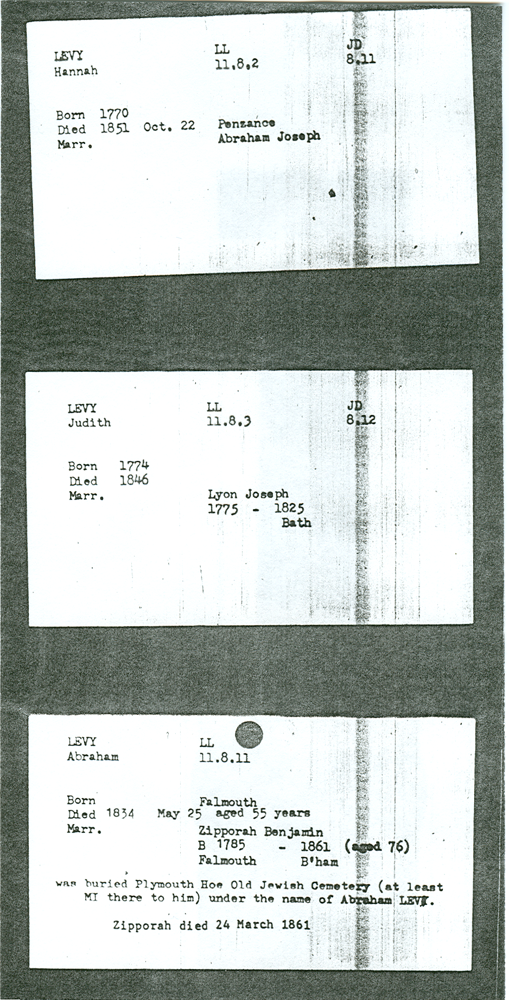 LEVY LL JD
Hannah 11.8.2 8.11
Born 1770
Died 1851 Oct. 22 Penzance
Marr. Abraham Joseph
LEVY LL JD
Judith 11.8.3 8.12
Born 1774
Died 1846
Marr. Lyon Joseph
1775 - 1825
Bath
LEVY LL
Abraham 11.8.11
Born Falmouth
Died 1834 May 25 aged 55 years
Marr. Zipporah Benjamin
B 1785 - 1861 (aged 76)
Falmouth B'ham
was buried Plymouth Hoe Old Jewish Cemetery (at least
MI there to him) under the name of Abraham LEVY.
Zipporah died 24 March 1861